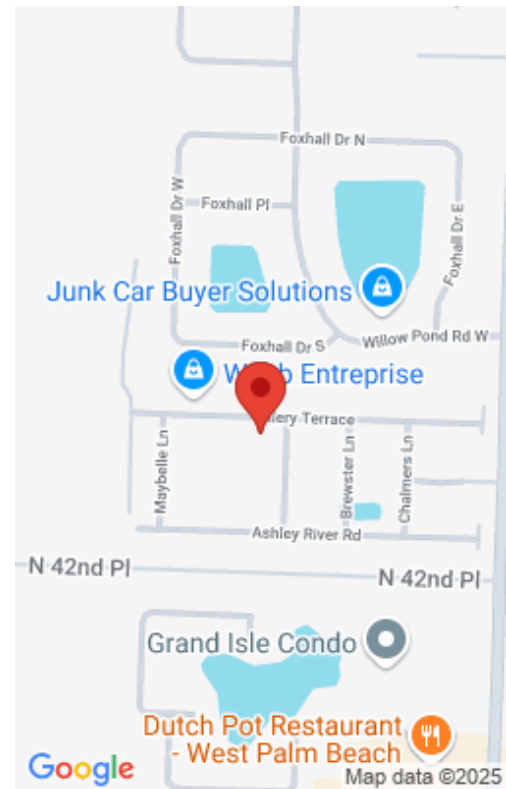 Foxhall Dr N
Foxhall Dr W
Foxhall Pl
Foxhall Dr E
Junk Car Buyer Solutions
Foxhall Dr S
Willow Pond Rd W
Entreprise
Terrace
Maybelle Ln
Brewster Ln
Chalmers Ln
Ashley River Rd
N 42nd Pl
N 42nd Pl
Grand Isle Condo
Dutch Pot Restaurant
- West Palm Beach
Google
Map data ©2025